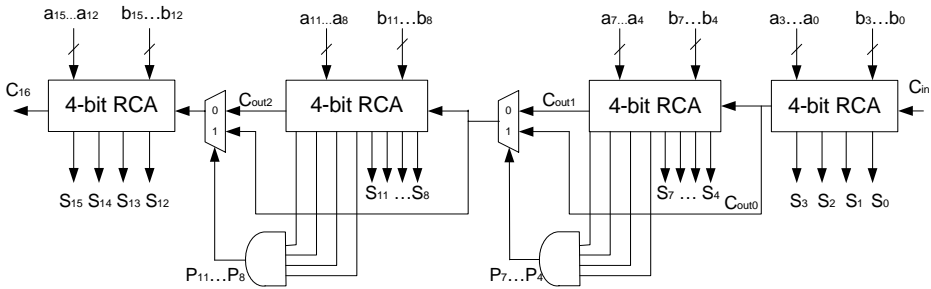 a15...a12 b15...b12 a11...a8 b11...b8 a7...a4 b7...b4 a3...a0 b3...b0
C16 4-bit RCA 0 1 Cout2 4-bit RCA 0 1 Cout1 4-bit RCA 4-bit RCA Cin
S15 S14 S13 S12 S11 ...S8 S7 ... S4 Cout0 S3 S2 S1 S0
P11...P8 P7...P4